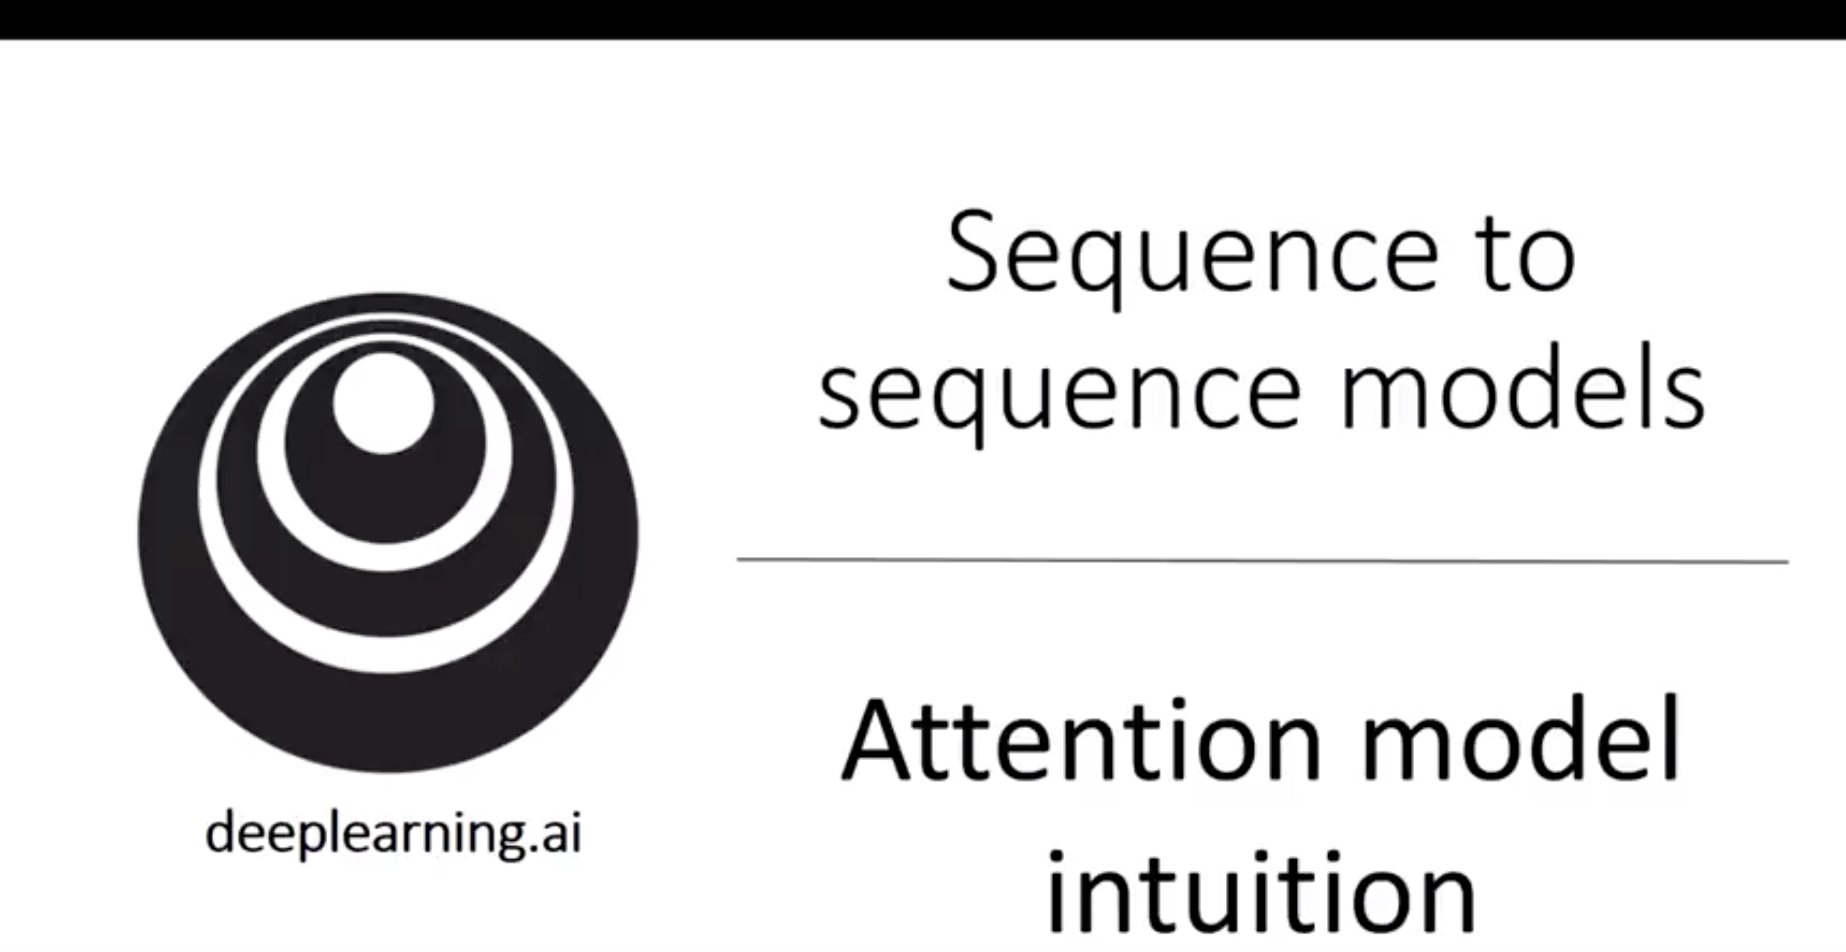 Sequence to
sequence models
Attention model
intuition
deeplearning.ai